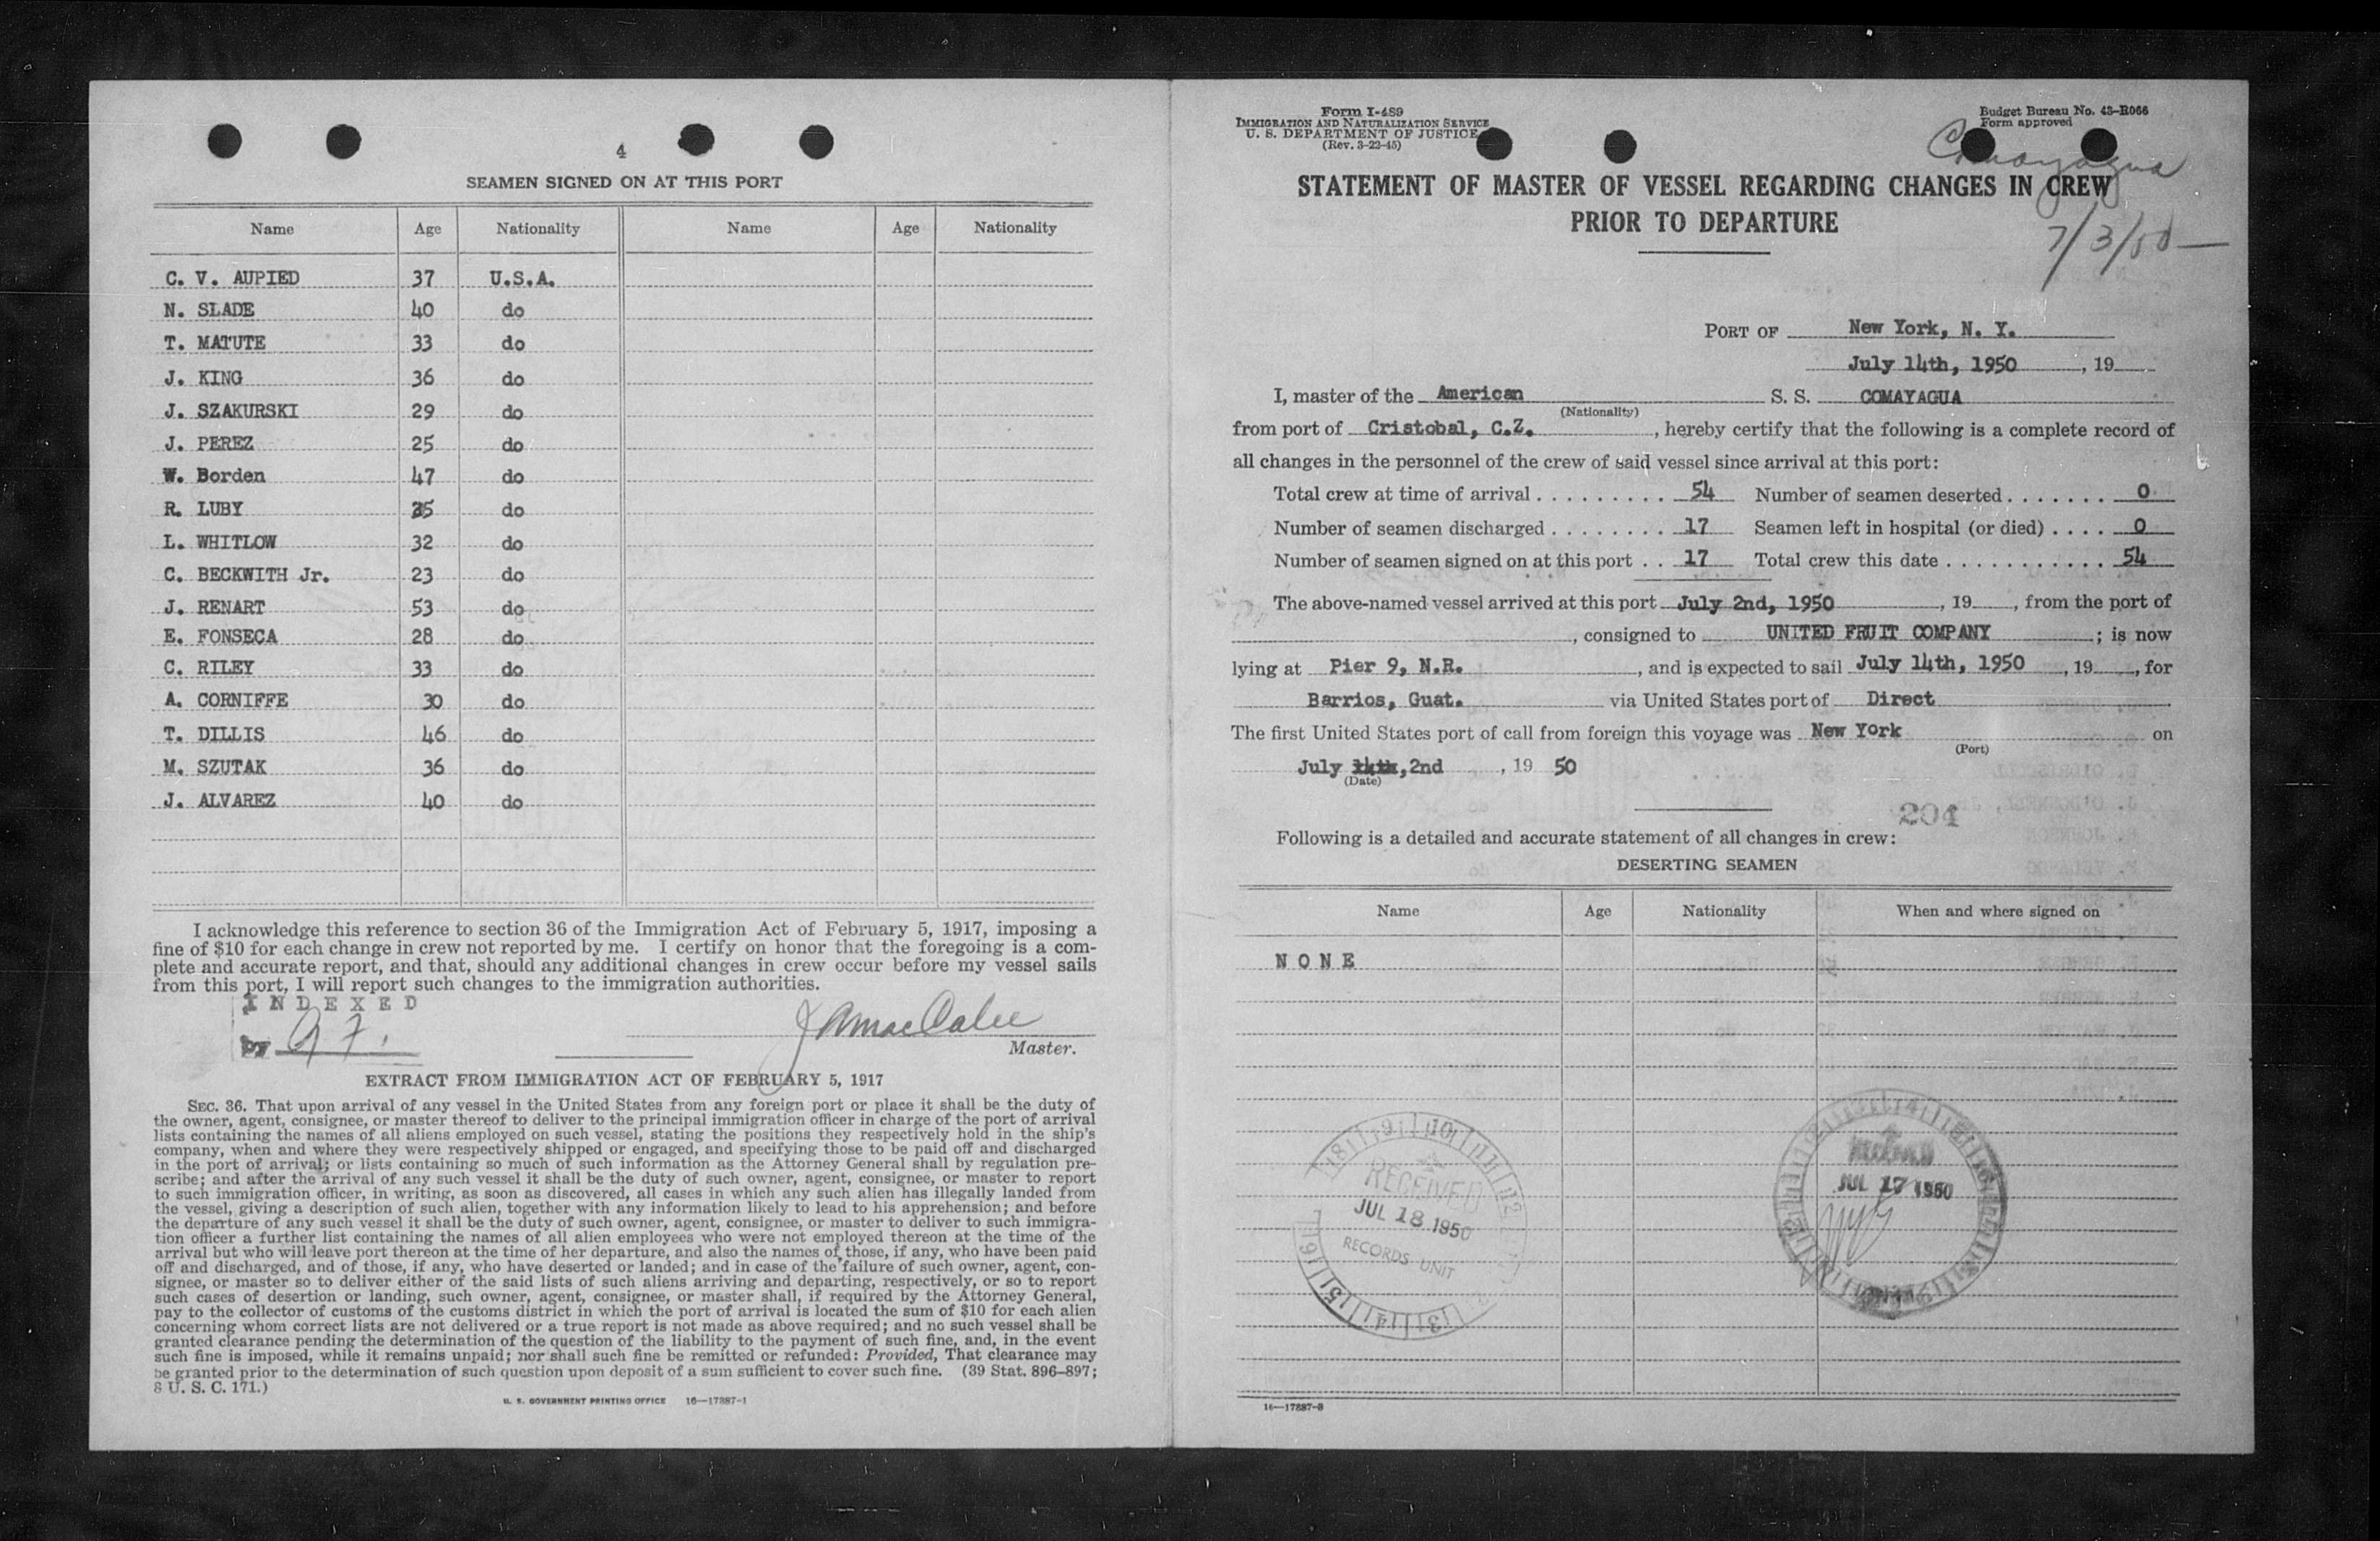 4
SEAMEN SIGNED ON AT THIS PORT
Name Age Nationality Name Age Nationality
C. V. AUPIED 37 U.S.A.
N. SLADE 40 do
T. MATUTE 33 do
J. KING 36 do
J. SZAKURSKI 29 do
J. PEREZ 25 do
W. Borden 47 do
R. LUBY 35 do
L. WHITLOW 32 do
C. BECKWITH Jr. 23 do
J. RENART 53 do
E. FONSECA 28 do
C. RILEY 33 do
A. CORNIFFE 30 do
T. DILLIS 46 do
M. SZUTAK 36 do
J. ALVAREZ 40 do
I acknowledge this reference to section 36 of the Immigration Act of February 5, 1917, imposing a
fine of $10 for each change in crew not reported by me. I certify on honor that the foregoing is a com-
plete and accurate report, and that, should any additional changes in crew occur before my vessel sails
from this port, I will report such changes to the immigration authorities.
INDEXED
by
Master.
EXTRACT FROM IMMIGRATION ACT OF FEBRUARY 5, 1917
SEC. 36. That upon arrival of any vessel in the United States from any foreign port or place it shall be the duty of
the owner, agent, consignee, or master thereof to deliver to the principal immigration officer in charge of the port of arrival
lists containing the names of all aliens employed on such vessel, stating the positions they respectively hold in the ship's
company, when and where they were respectively shipped or engaged, and specifying those to be paid off and discharged
in the port of arrival; or lists containing so much of such information as the Attorney General shall by regulation pre-
scribe; and after the arrival of any such vessel it shall be the duty of such owner, agent, consignee, or master to report
to such immigration officer, in writing, as soon as discovered, all cases in which any such alien has illegally landed from
the vessel, giving a description of such alien, together with any information likely to lead to his apprehension; and before
the departure of any such vessel it shall be the duty of such owner, agent, consignee, or master to deliver to such immigra-
tion officer a further list containing the names of all alien employees who were not employed thereon at the time of the
arrival but who will leave port thereon at the time of her departure, and also the names of those, if any, who have been paid
off and discharged, and of those, if any, who have deserted or landed; and in case of the failure of such owner, agent, con-
signee, or master so to deliver either of the said lists of such aliens arriving and departing, respectively, or so to report
such cases of desertion or landing, such owner, agent, consignee, or master shall, if required by the Attorney General,
pay to the collector of customs of the customs district in which the port of arrival is located the sum of $10 for each alien
concerning whom correct lists are not delivered or a true report is not made as above required; and no such vessel shall be
granted clearance pending the determination of the question of the liability to the payment of such fine, and, in the event
such fine is imposed, while it remains unpaid; nor shall such fine be remitted or refunded: Provided, That clearance may
be granted prior to the determination of such question upon deposit of a sum sufficient to cover such fine. (39 Stat. 896–897;
8 U. S. C. 171.)
U. S. GOVERNMENT PRINTING OFFICE 16—17887-1
Form I-489
IMMIGRATION AND NATURALIZATION SERVICE
U. S. DEPARTMENT OF JUSTICE
(Rev. 3-22-45)
Budget Bureau No. 43-R066
Form approved
Comayagua
STATEMENT OF MASTER OF VESSEL REGARDING CHANGES IN CREW
PRIOR TO DEPARTURE
7/3/50
PORT OF New York, N. Y.
July 14th, 1950, 19
I, master of the American S. S. COMAYAGUA
(Nationality)
from port of Cristobal, C.Z., hereby certify that the following is a complete record of
all changes in the personnel of the crew of said vessel since arrival at this port:
Total crew at time of arrival 54 Number of seamen deserted 0
Number of seamen discharged 17 Seamen left in hospital (or died) 0
Number of seamen signed on at this port 17 Total crew this date 54
The above-named vessel arrived at this port July 2nd, 1950, 19, from the port of
, consigned to UNITED FRUIT COMPANY; is now
lying at Pier 9, N.R., and is expected to sail July 14th, 1950, 19, for
Barrios, Guat. via United States port of Direct
The first United States port of call from foreign this voyage was New York on
(Port)
July 2nd, 19 50
(Date)
204
Following is a detailed and accurate statement of all changes in crew:
DESERTING SEAMEN
Name Age Nationality When and where signed on
NONE
RECEIVED
JUL 18 1950
RECORDS UNIT
RECEIVED
JUL 17 1950
16—17887-3